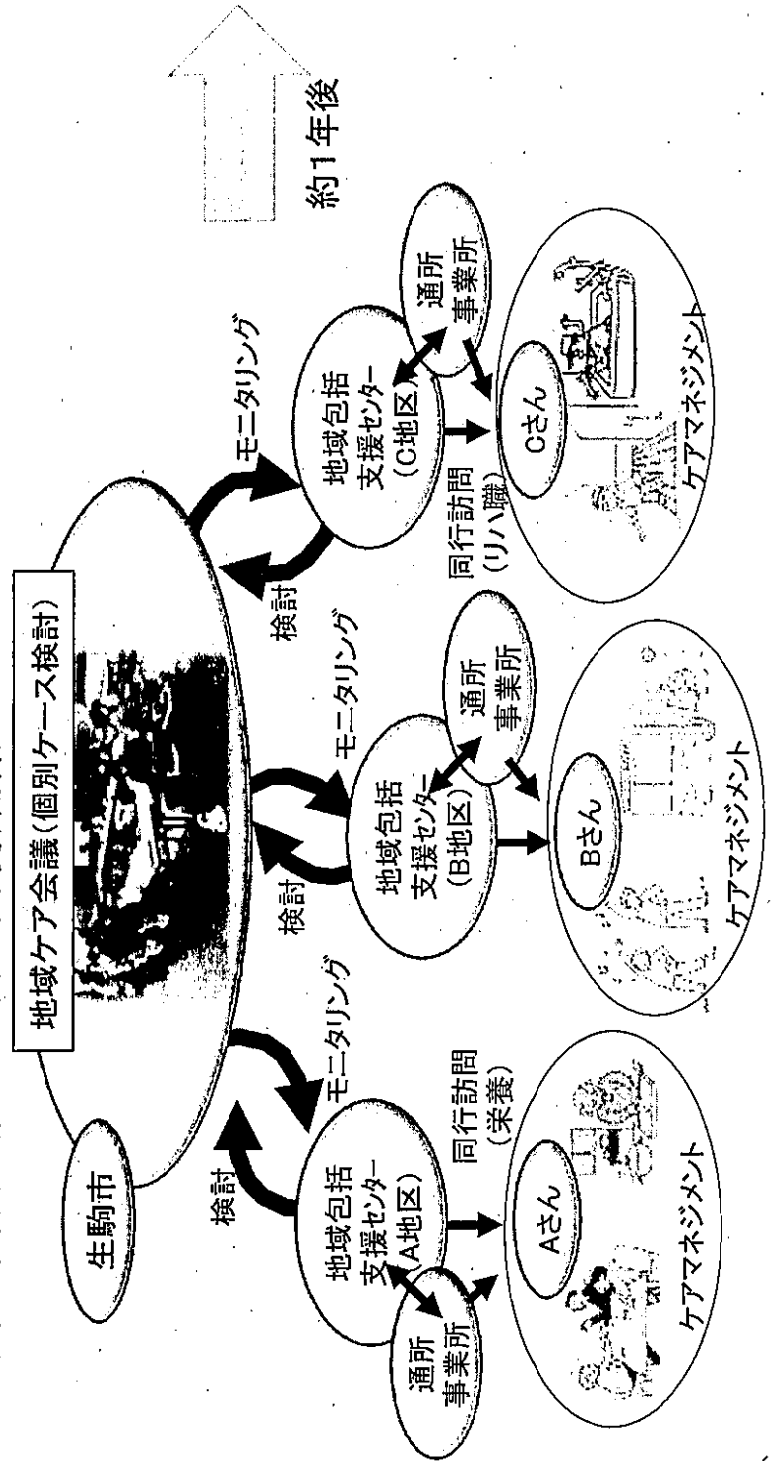 地域ケア会議(個別ケース検討)
生駒市
検討
モニタリング
検討
モニタリング
検討
モニタリング
約1年後
地域包括
支援センター
(A地区)
通所
事業所
地域包括
支援センター
(B地区)
通所
事業所
地域包括
支援センター
(C地区)
通所
事業所
同行訪問
(栄養)
同行訪問
(リハ職)
Aさん
ケアマネジメント
Bさん
ケアマネジメント
Cさん
ケアマネジメント